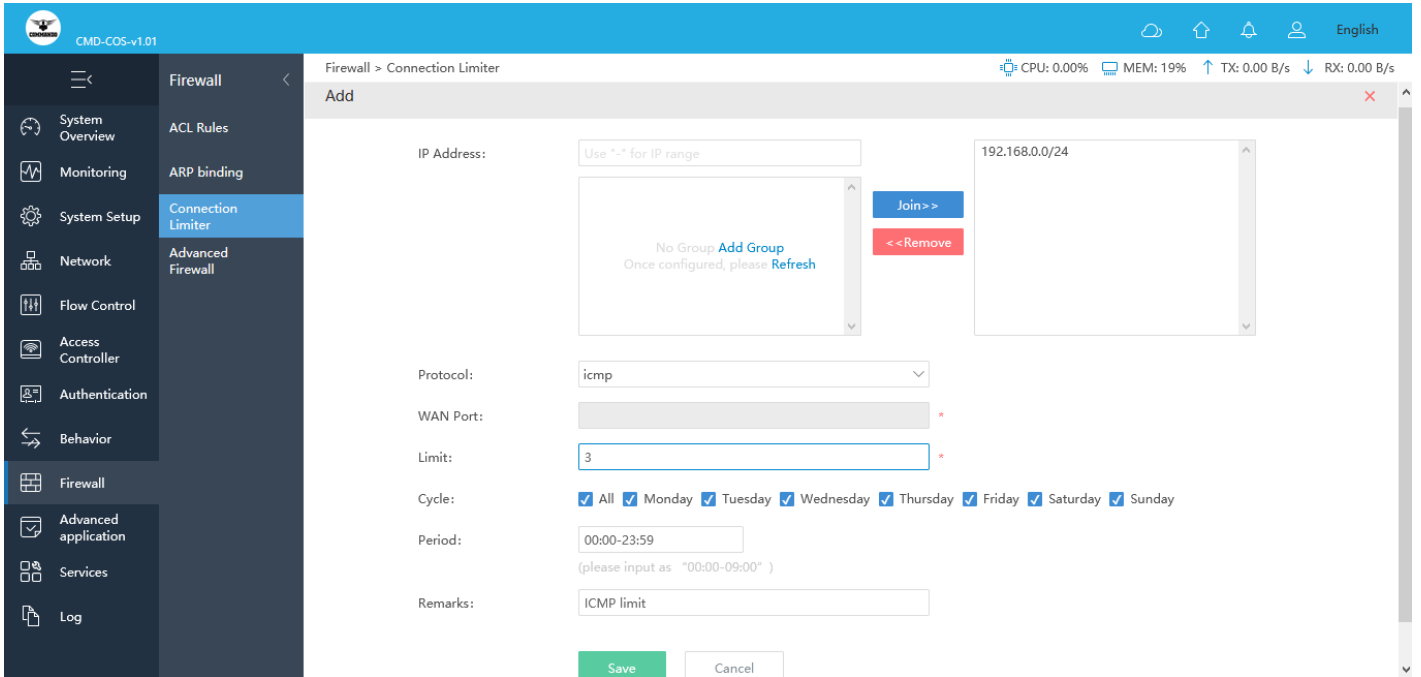 COMMANDO
CMD-COS-v1.01
English
Firewall
Firewall > Connection Limiter
CPU: 0.00%
MEM: 19%
TX: 0.00 B/s
RX: 0.00 B/s
Add
System
Overview
Monitoring
System Setup
Network
Flow Control
Access
Controller
Authentication
Behavior
Firewall
Advanced
application
Services
Log
ACL Rules
ARP binding
Connection
Limiter
Advanced
Firewall
IP Address:
Use "-" for IP range
192.168.0.0/24
Join>>
<<Remove
No Group Add Group
Once configured, please Refresh
Protocol:
icmp
WAN Port:
*
Limit:
3
*
Cycle:
All Monday Tuesday Wednesday Thursday Friday Saturday Sunday
Period:
00:00-23:59
(please input as “00:00-09:00” )
Remarks:
ICMP limit
Save
Cancel